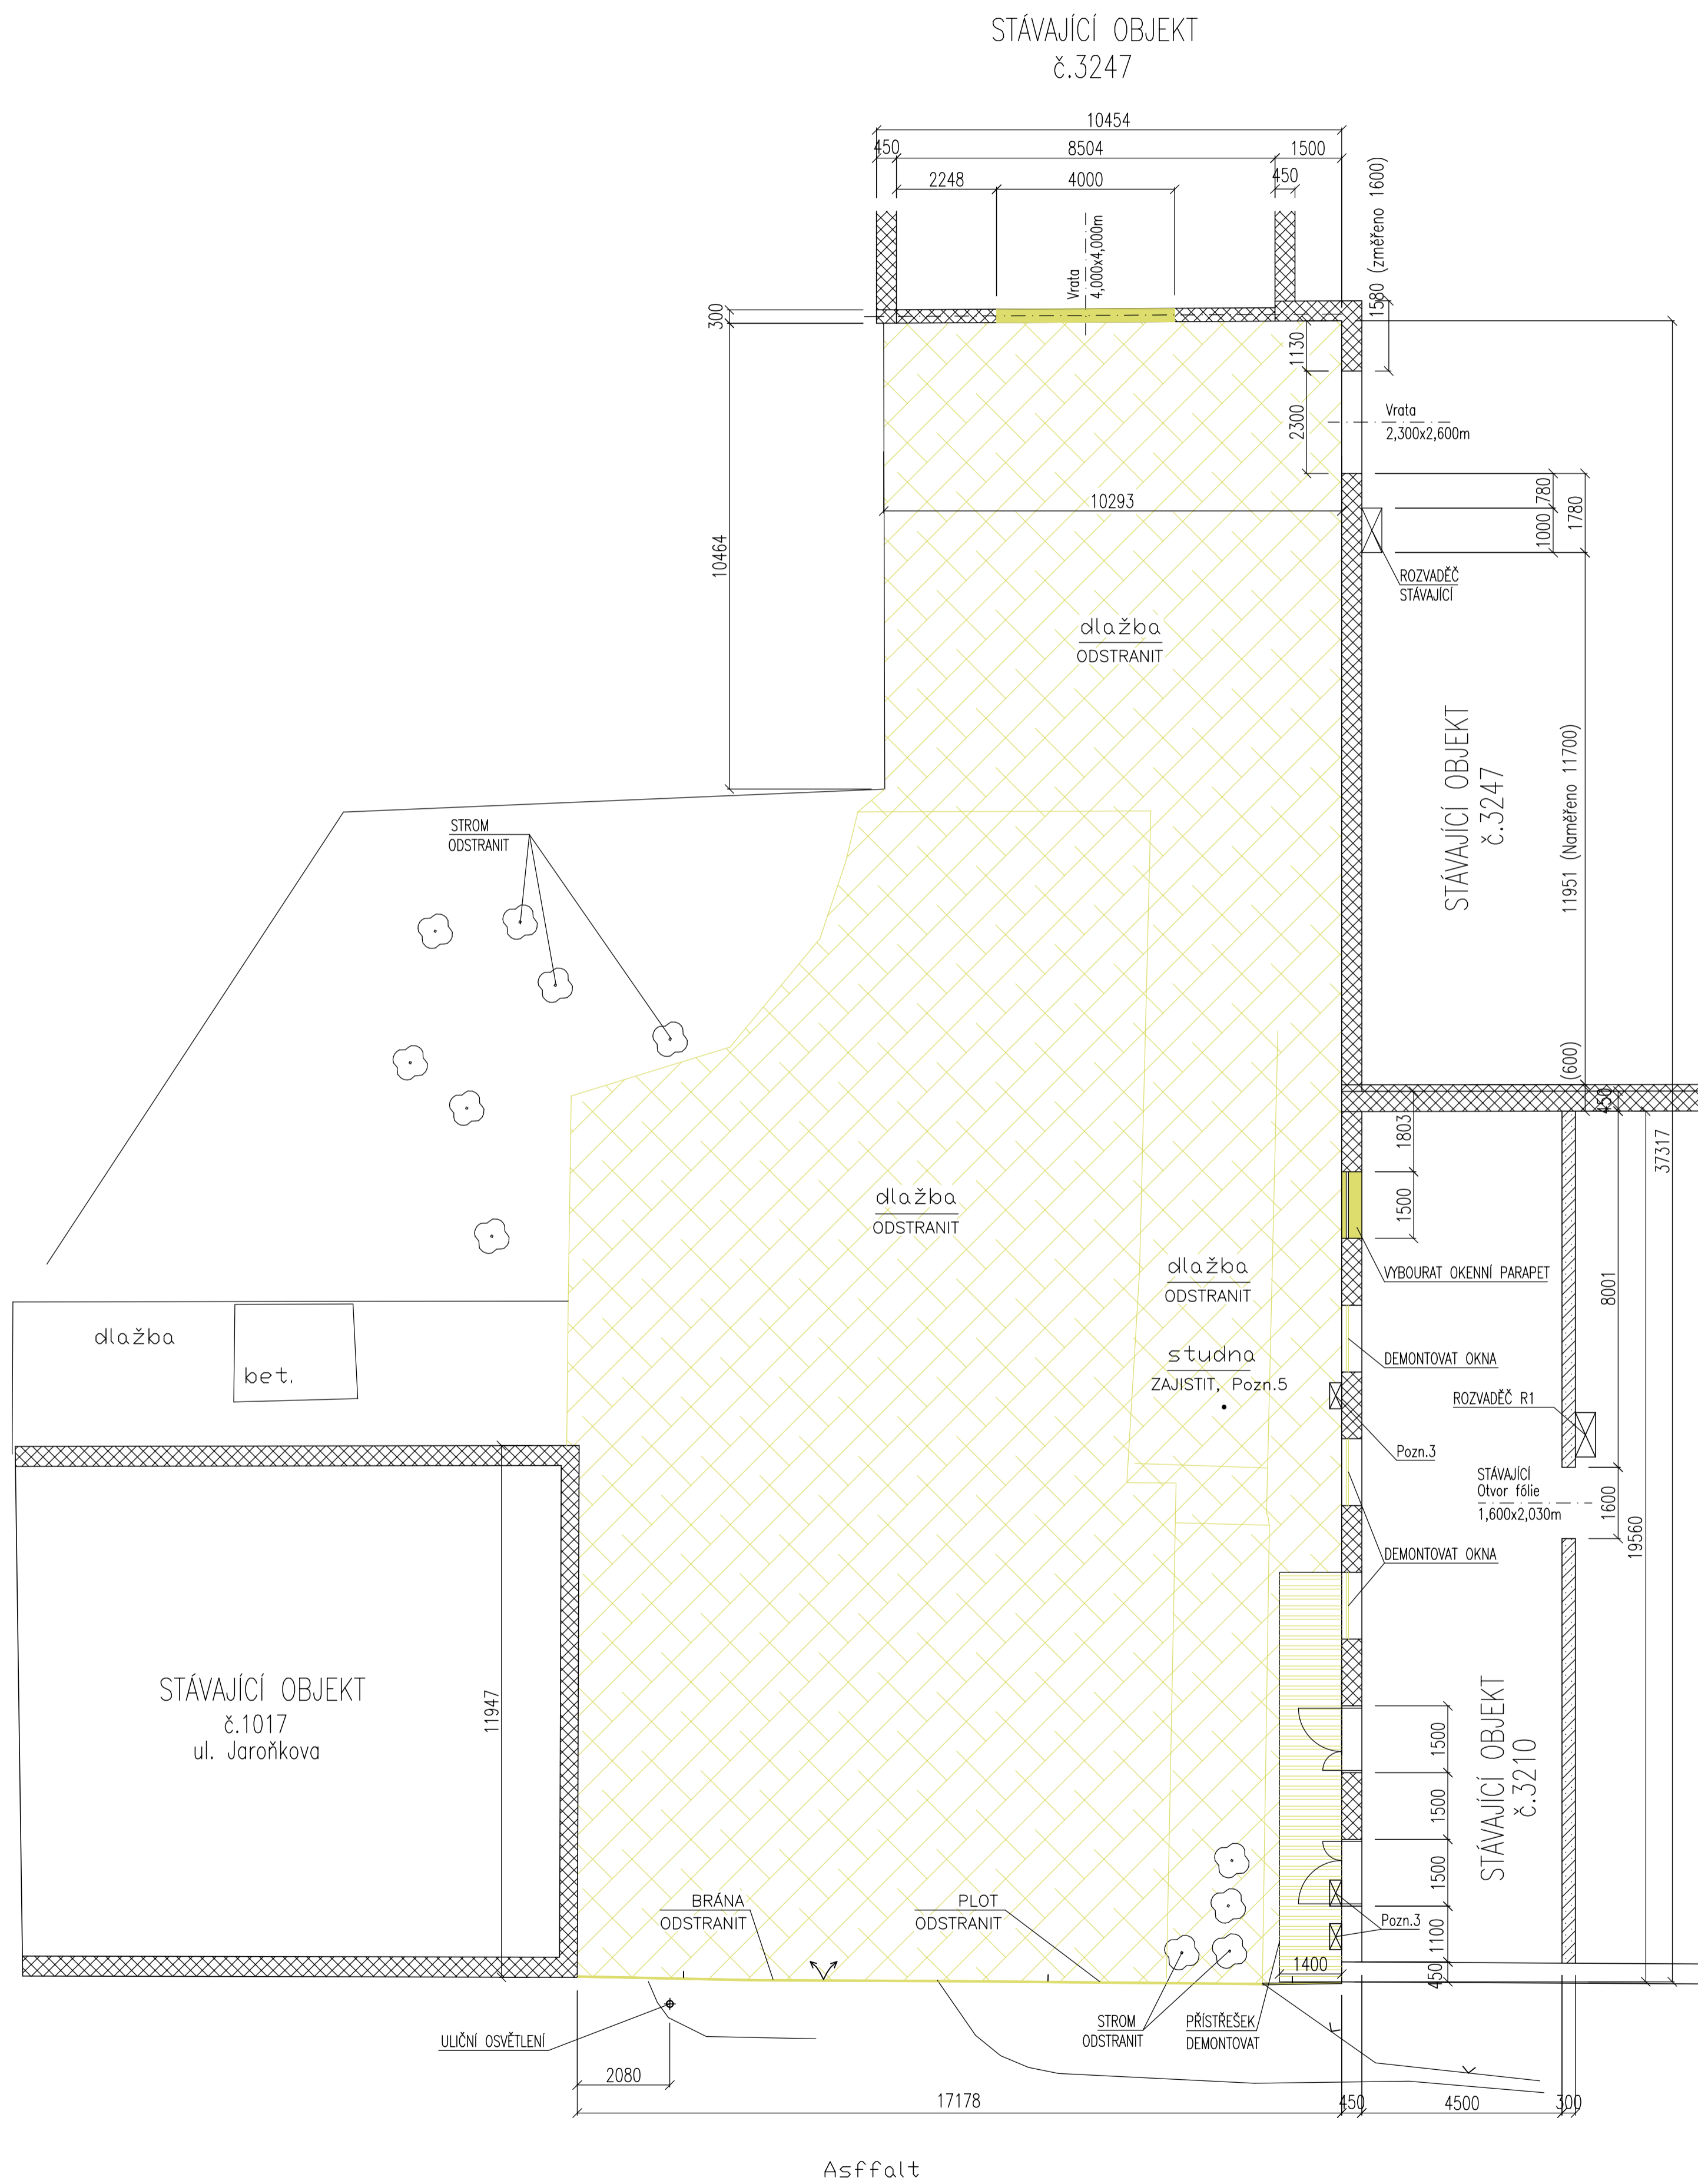 STÁVAJÍCÍ OBJEKT
č.3247
10454
450
8504
1500
2248
4000
450
1580 (změřeno 1600)
Vrata
4,000x4,000m
300
1130
2300
Vrata
2,300x2,600m
10293
10464
780
1000
1780
ROZVADĚČ
STÁVAJÍCÍ
dlažba
ODSTRANIT
STÁVAJÍCÍ OBJEKT
č.3247
11951 (Naměřeno 11700)
STROM
ODSTRANIT
(600)
450
1803
37317
1500
dlažba
ODSTRANIT
dlažba
ODSTRANIT
VYBOURAT OKENNÍ PARAPET
8001
dlažba
bet.
studna
ZAJISTIT, Pozn.5
DEMONTOVAT OKNA
ROZVADĚČ R1
Pozn.3
STÁVAJÍCÍ
Otvor fólie
1,600x2,030m
1600
19560
DEMONTOVAT OKNA
STÁVAJÍCÍ OBJEKT
č.1017
ul. Jaroňkova
11947
1500
1500
1500
1100
450
STÁVAJÍCÍ OBJEKT
č.3210
BRÁNA
ODSTRANIT
PLOT
ODSTRANIT
Pozn.3
1400
ULIČNÍ OSVĚTLENÍ
STROM
ODSTRANIT
PŘÍSTŘEŠEK
DEMONTOVAT
2080
17178
450
4500
300
Asffalt